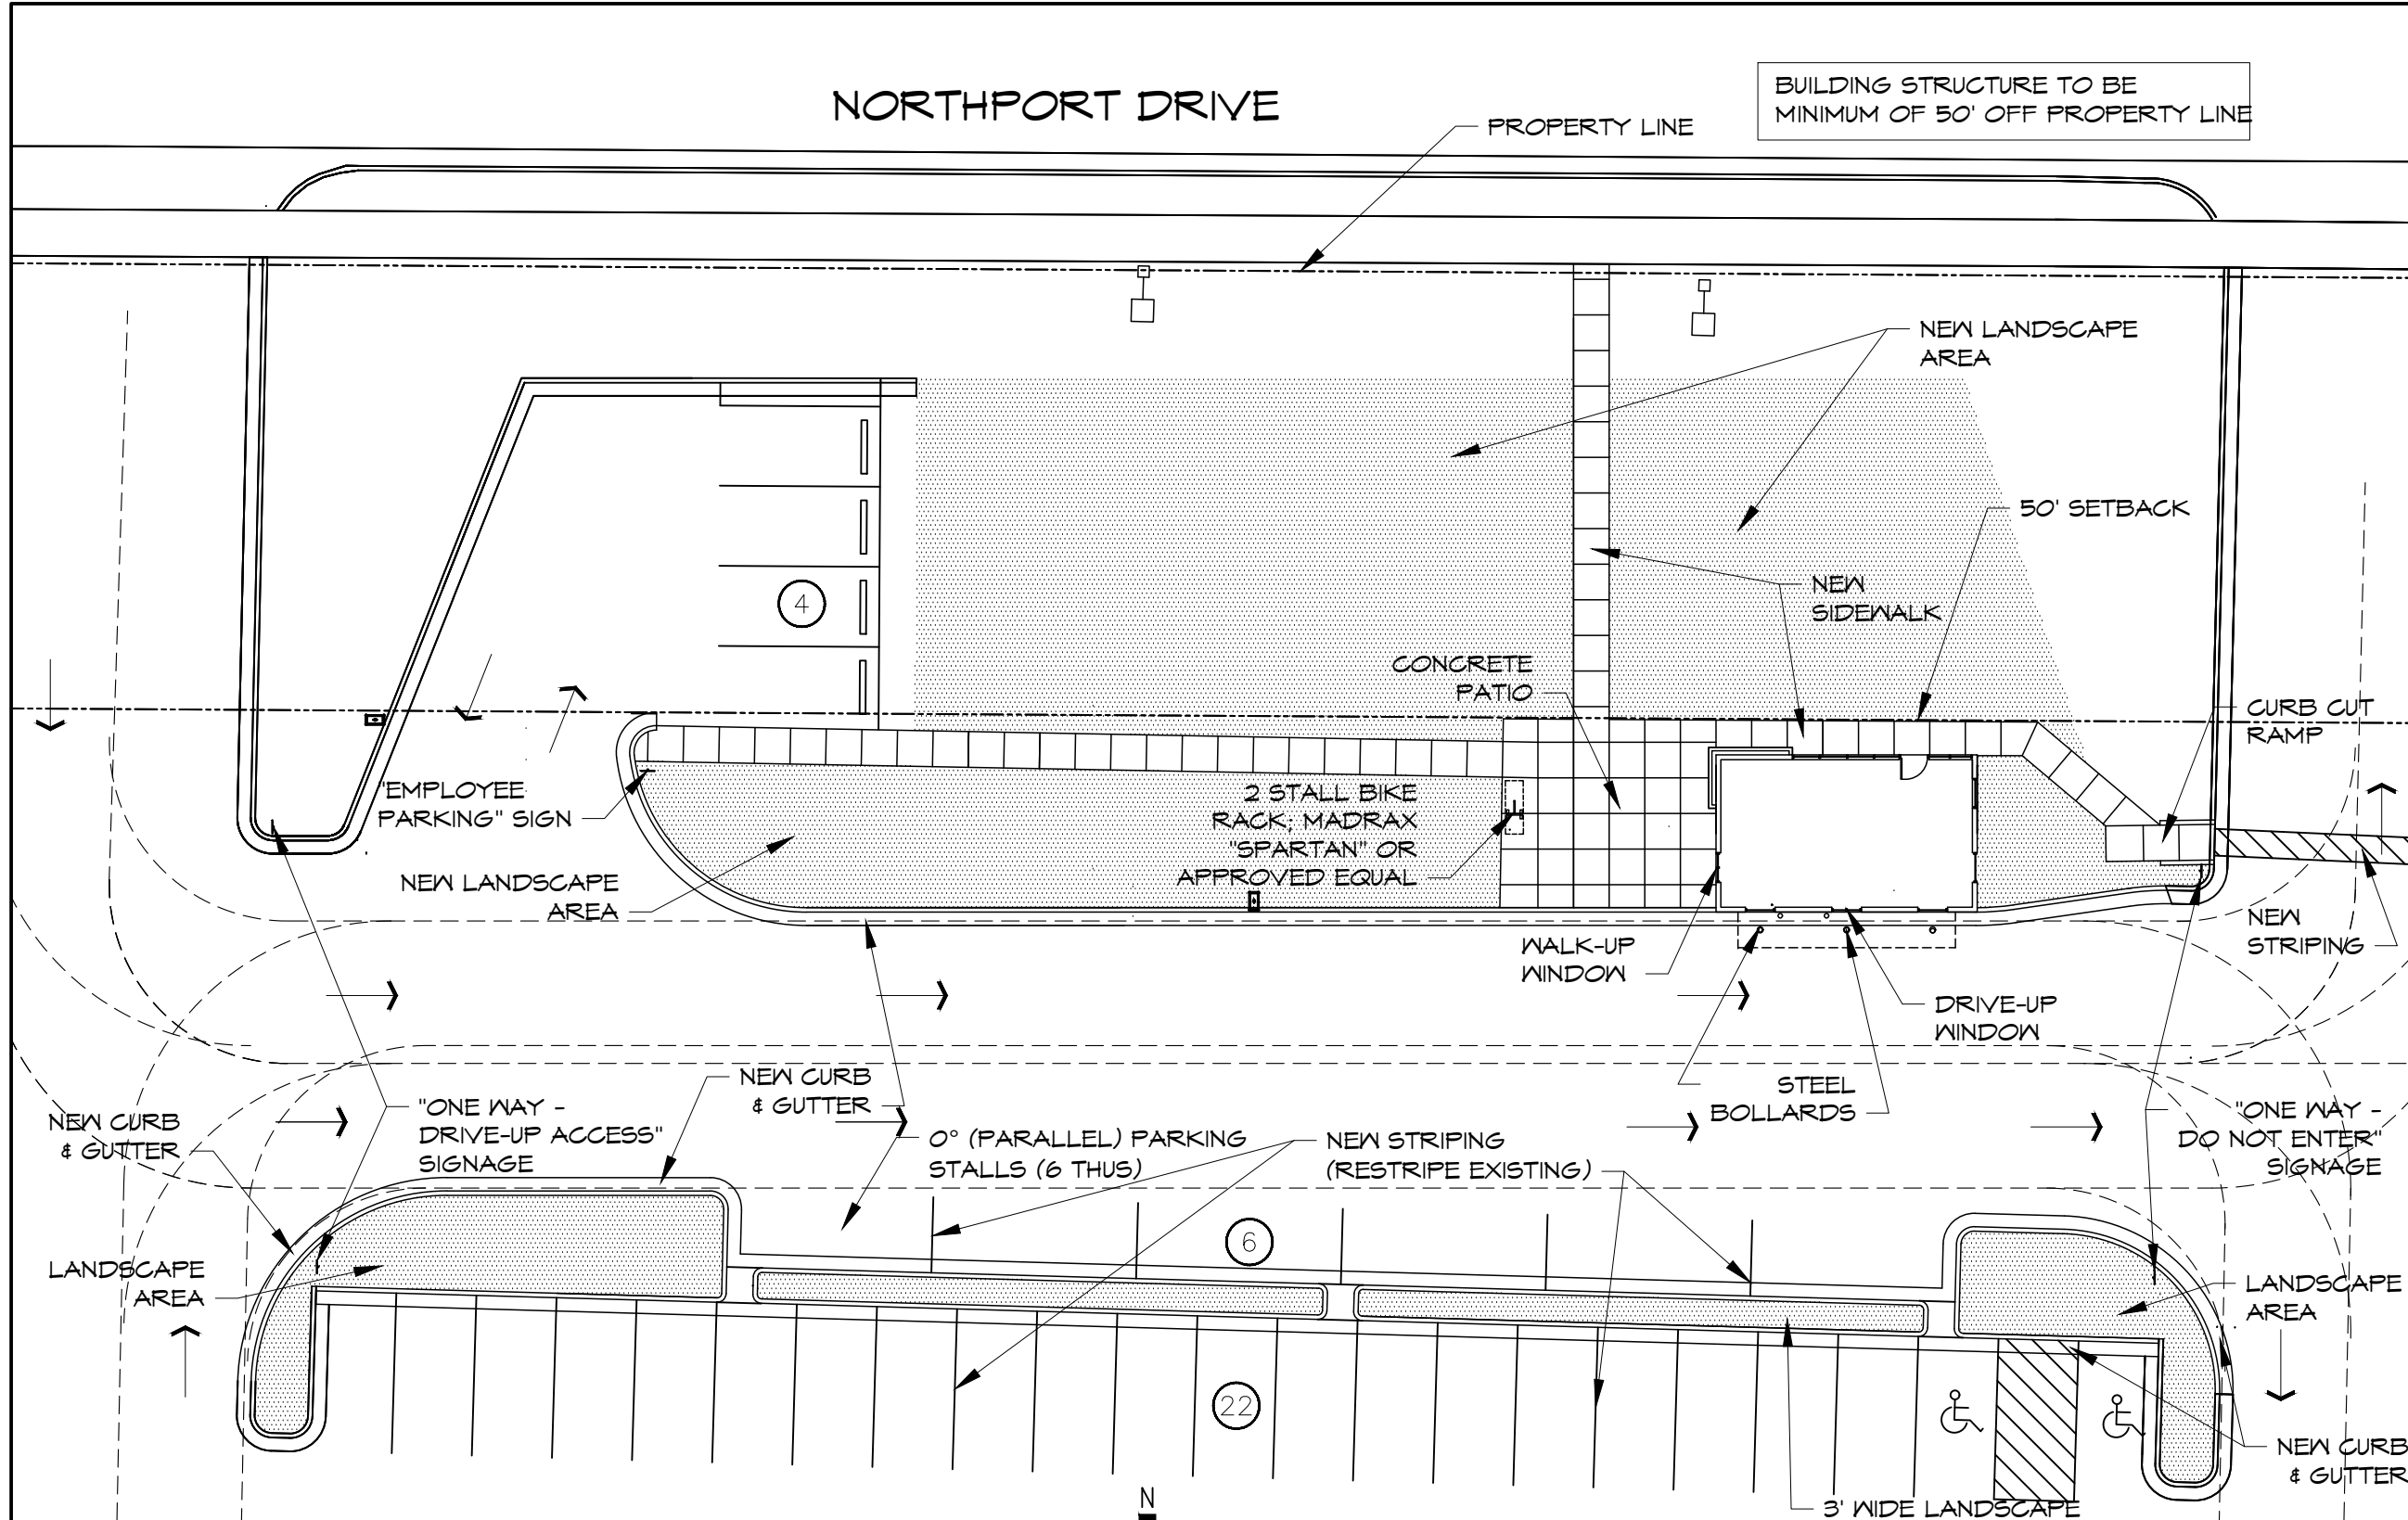 NORTHPORT DRIVE
BUILDING STRUCTURE TO BE
MINIMUM OF 50' OFF PROPERTY LINE
PROPERTY LINE
NEW LANDSCAPE
AREA
50' SETBACK
NEW
SIDEWALK
4
CONCRETE
PATIO
CURB CUT
RAMP
"EMPLOYEE
PARKING" SIGN
2 STALL BIKE
RACK; MADRAX
"SPARTAN" OR
APPROVED EQUAL
NEW LANDSCAPE
AREA
NEW
STRIPING
WALK-UP
WINDOW
DRIVE-UP
WINDOW
STEEL
BOLLARDS
NEW CURB
& GUTTER
"ONE WAY -
DRIVE-UP ACCESS"
SIGNAGE
NEW CURB
& GUTTER
0° (PARALLEL) PARKING
STALLS (6 THUS)
NEW STRIPING
(RESTRIPE EXISTING)
"ONE WAY -
DO NOT ENTER"
SIGNAGE
6
LANDSCAPE
AREA
LANDSCAPE
AREA
22
NEW CURB
& GUTTER
N
3' WIDE LANDSCAPE